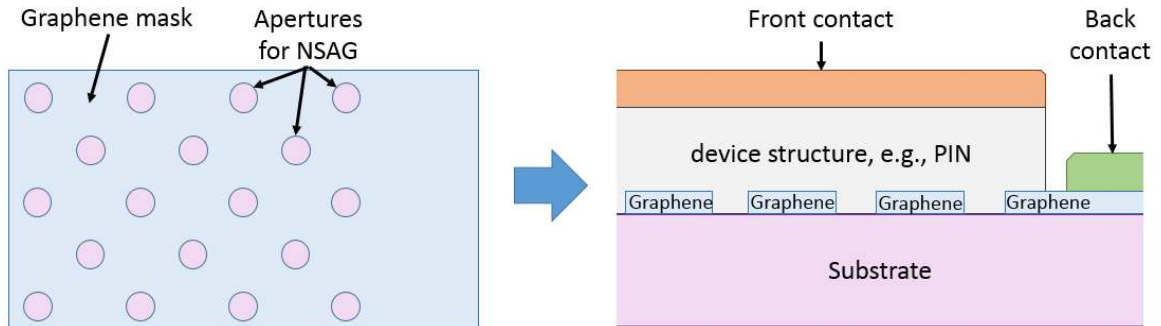 Graphene mask
Apertures
for NSAG
Front contact
Back
contact
device structure, e.g., PIN
Graphene
Graphene
Graphene
Graphene
Substrate